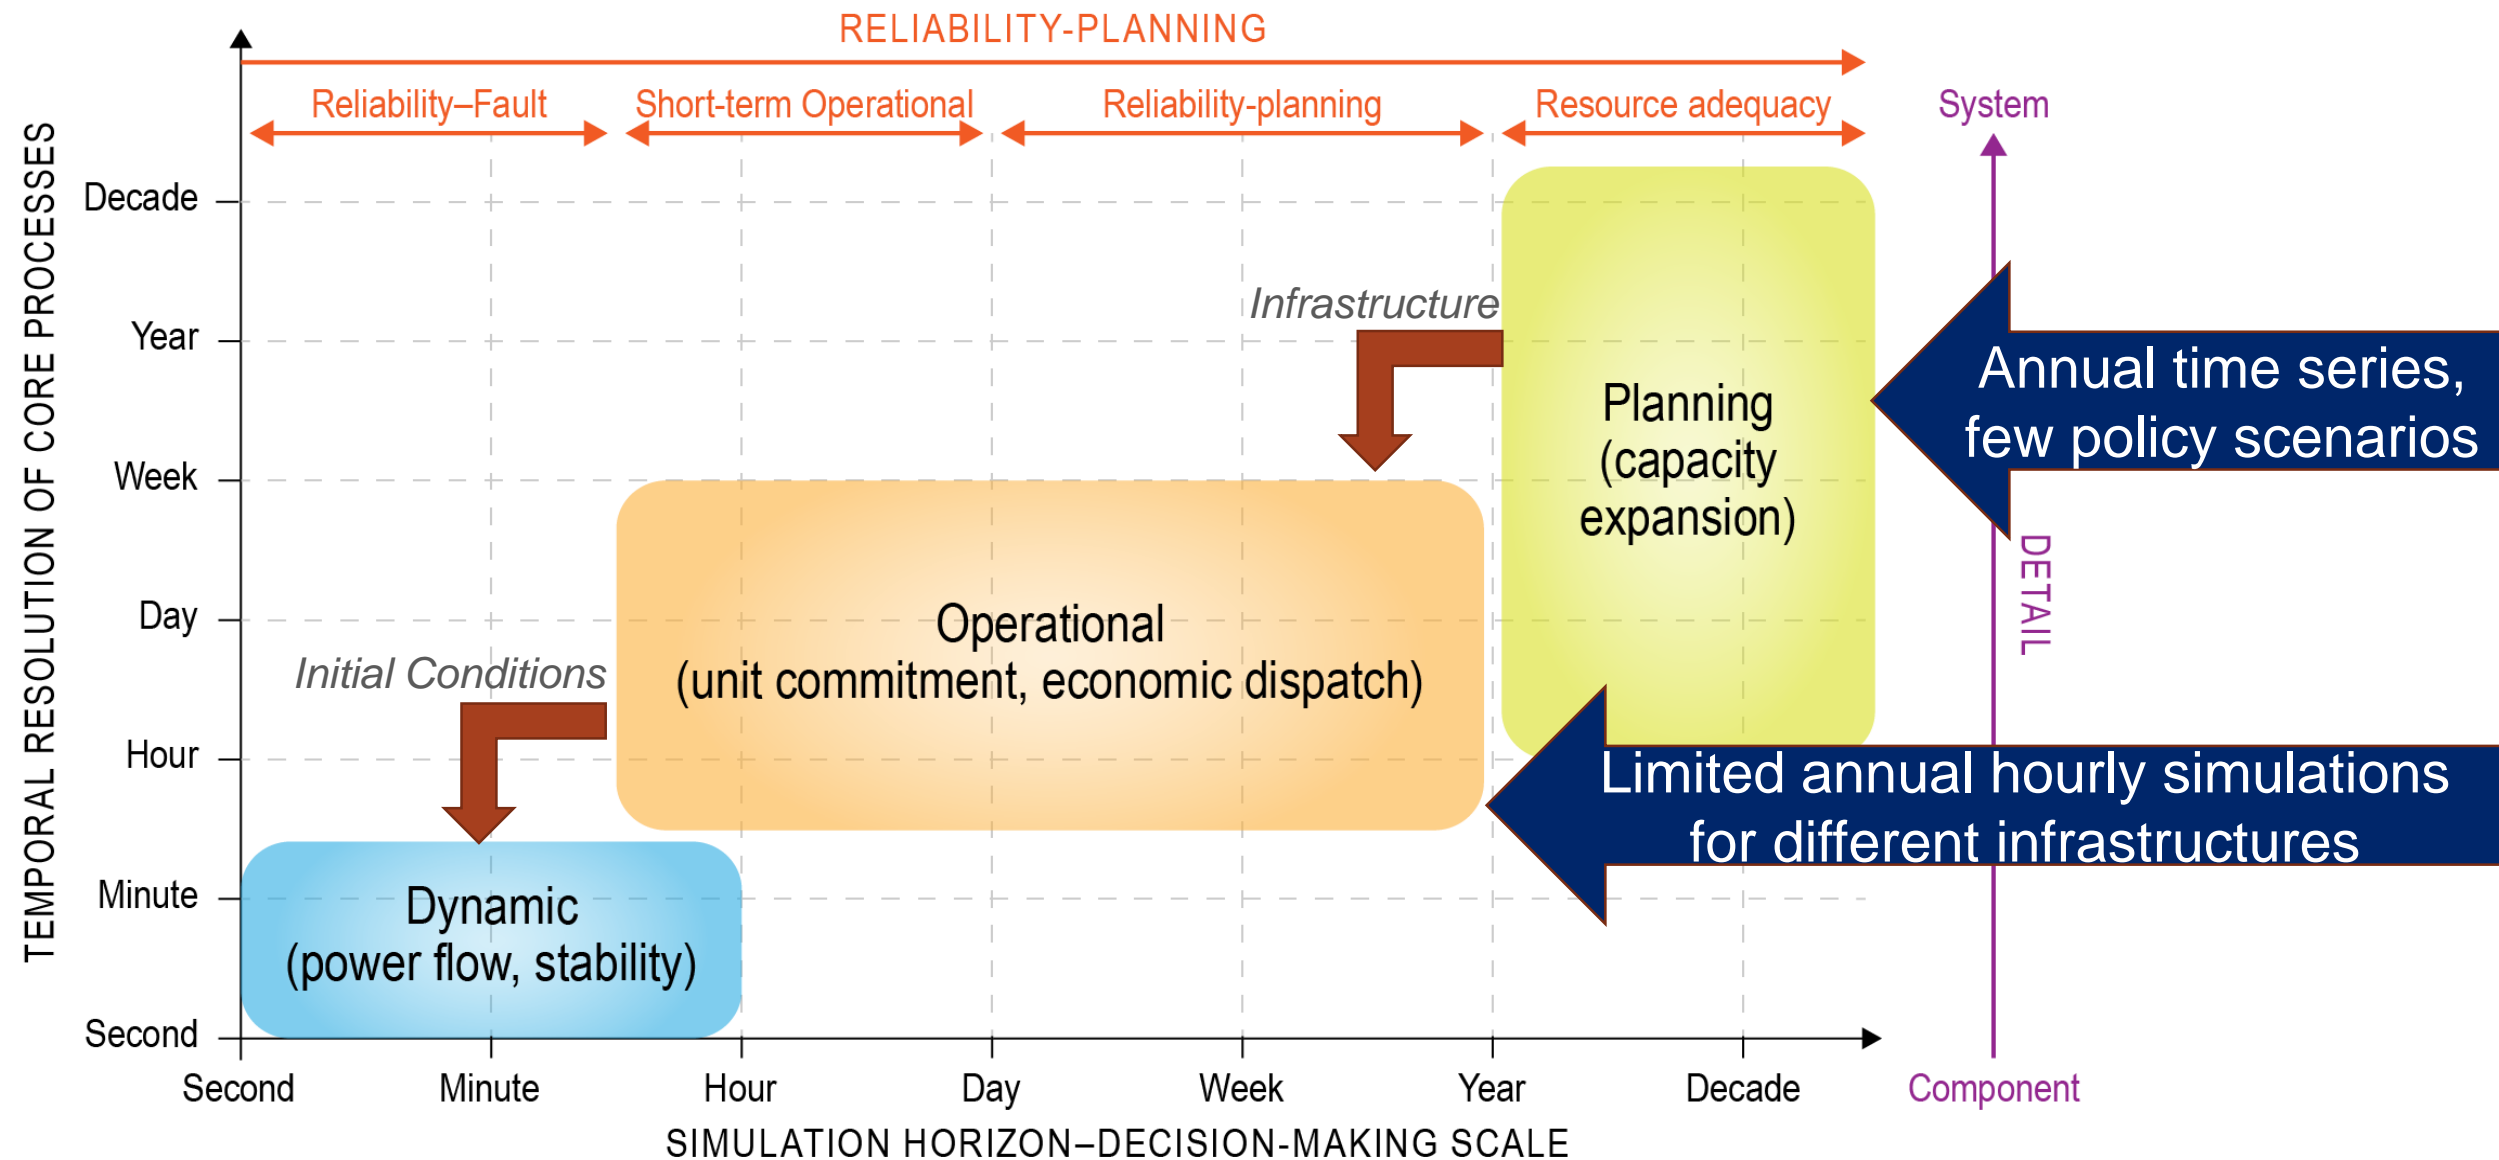 RELIABILITY-PLANNING
Reliability–Fault
Short-term Operational
Reliability-planning
Resource adequacy
System
TEMPORAL RESOLUTION OF CORE PROCESSES
Decade
Year
Week
Day
Hour
Minute
Second
Infrastructure
Planning
(capacity
expansion)
Annual time series,
few policy scenarios
DETAIL
Operational
(unit commitment, economic dispatch)
Initial Conditions
Limited annual hourly simulations
for different infrastructures
Dynamic
(power flow, stability)
Second
Minute
Hour
Day
Week
Year
Decade
Component
SIMULATION HORIZON–DECISION-MAKING SCALE